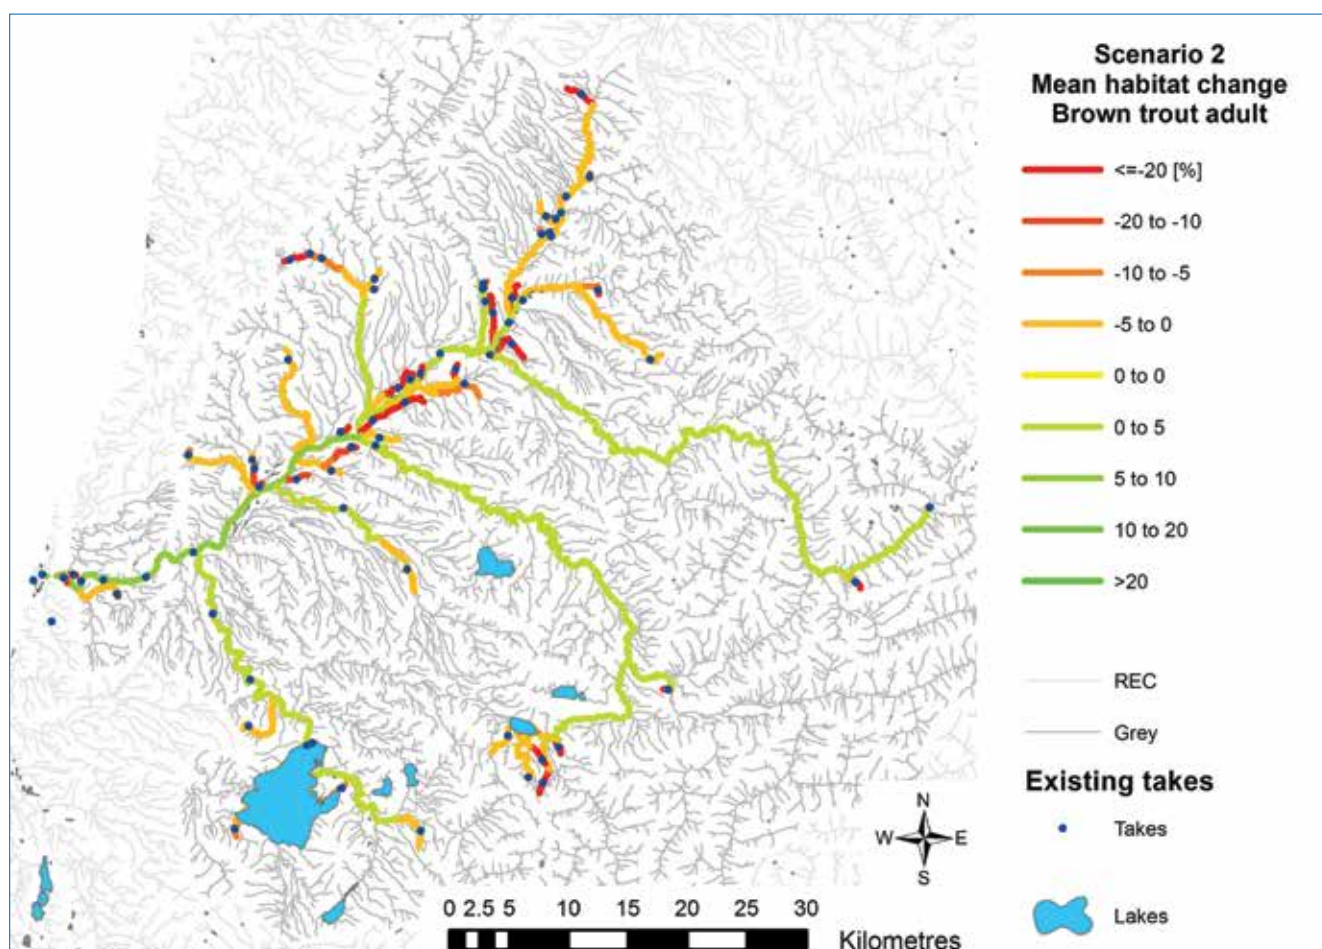 Scenario 2
Mean habitat change
Brown trout adult
<=-20 [%]
-20 to -10
-10 to -5
-5 to 0
0 to 0
0 to 5
5 to 10
10 to 20
>20
REC
Grey
Existing takes
Takes
Lakes
N
W E
S
0 2.5 5 10 15 20 25 30
Kilometres